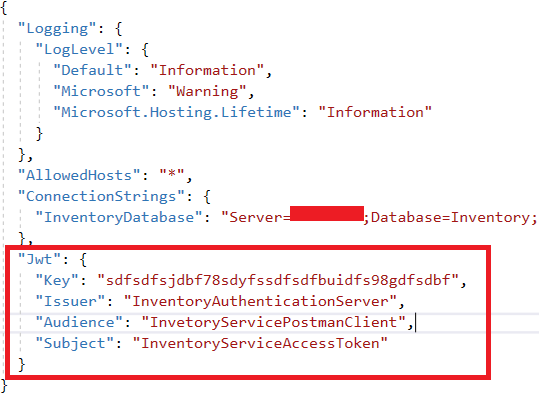 {
"Logging": {
"LogLevel": {
"Default": "Information",
"Microsoft": "Warning",
"Microsoft.Hosting.Lifetime": "Information"
}
},
"AllowedHosts": "*",
"ConnectionStrings": {
"InventoryDatabase": "Server= ;Database=Inventory;
},
"Jwt": {
"Key": "sdfsdfsjdbf78sdyfssdfsdfbuidfs98gdfsdbf",
"Issuer": "InventoryAuthenticationServer",
"Audience": "InvetoryServicePostmanClient",
"Subject": "InventoryServiceAccessToken"
}
}